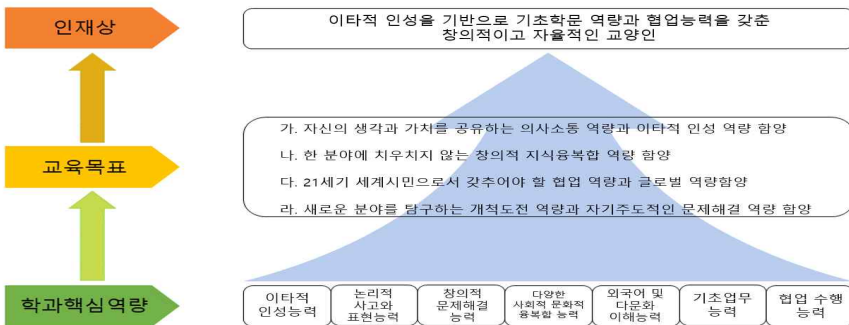 인재상
이타적 인성을 기반으로 기초학문 역량과 협업능력을 갖춘
창의적이고 자율적인 교양인
교육목표
가. 자신의 생각과 가치를 공유하는 의사소통 역량과 이타적 인성 역량 함양
나. 한 분야에 치우치지 않는 창의적 지식융복합 역량 함양
다. 21세기 세계시민으로서 갖추어야 할 협업 역량과 글로벌 역량함양
라. 새로운 분야를 탐구하는 개척도전 역량과 자기주도적인 문제해결 역량 함양
학과핵심역량
이타적
인성능력
논리적
사고와
표현능력
창의적
문제해결
능력
다양한
사회적 문화적
융복합 능력
외국어 및
다문화
이해능력
기초업무
능력
협업 수행
능력